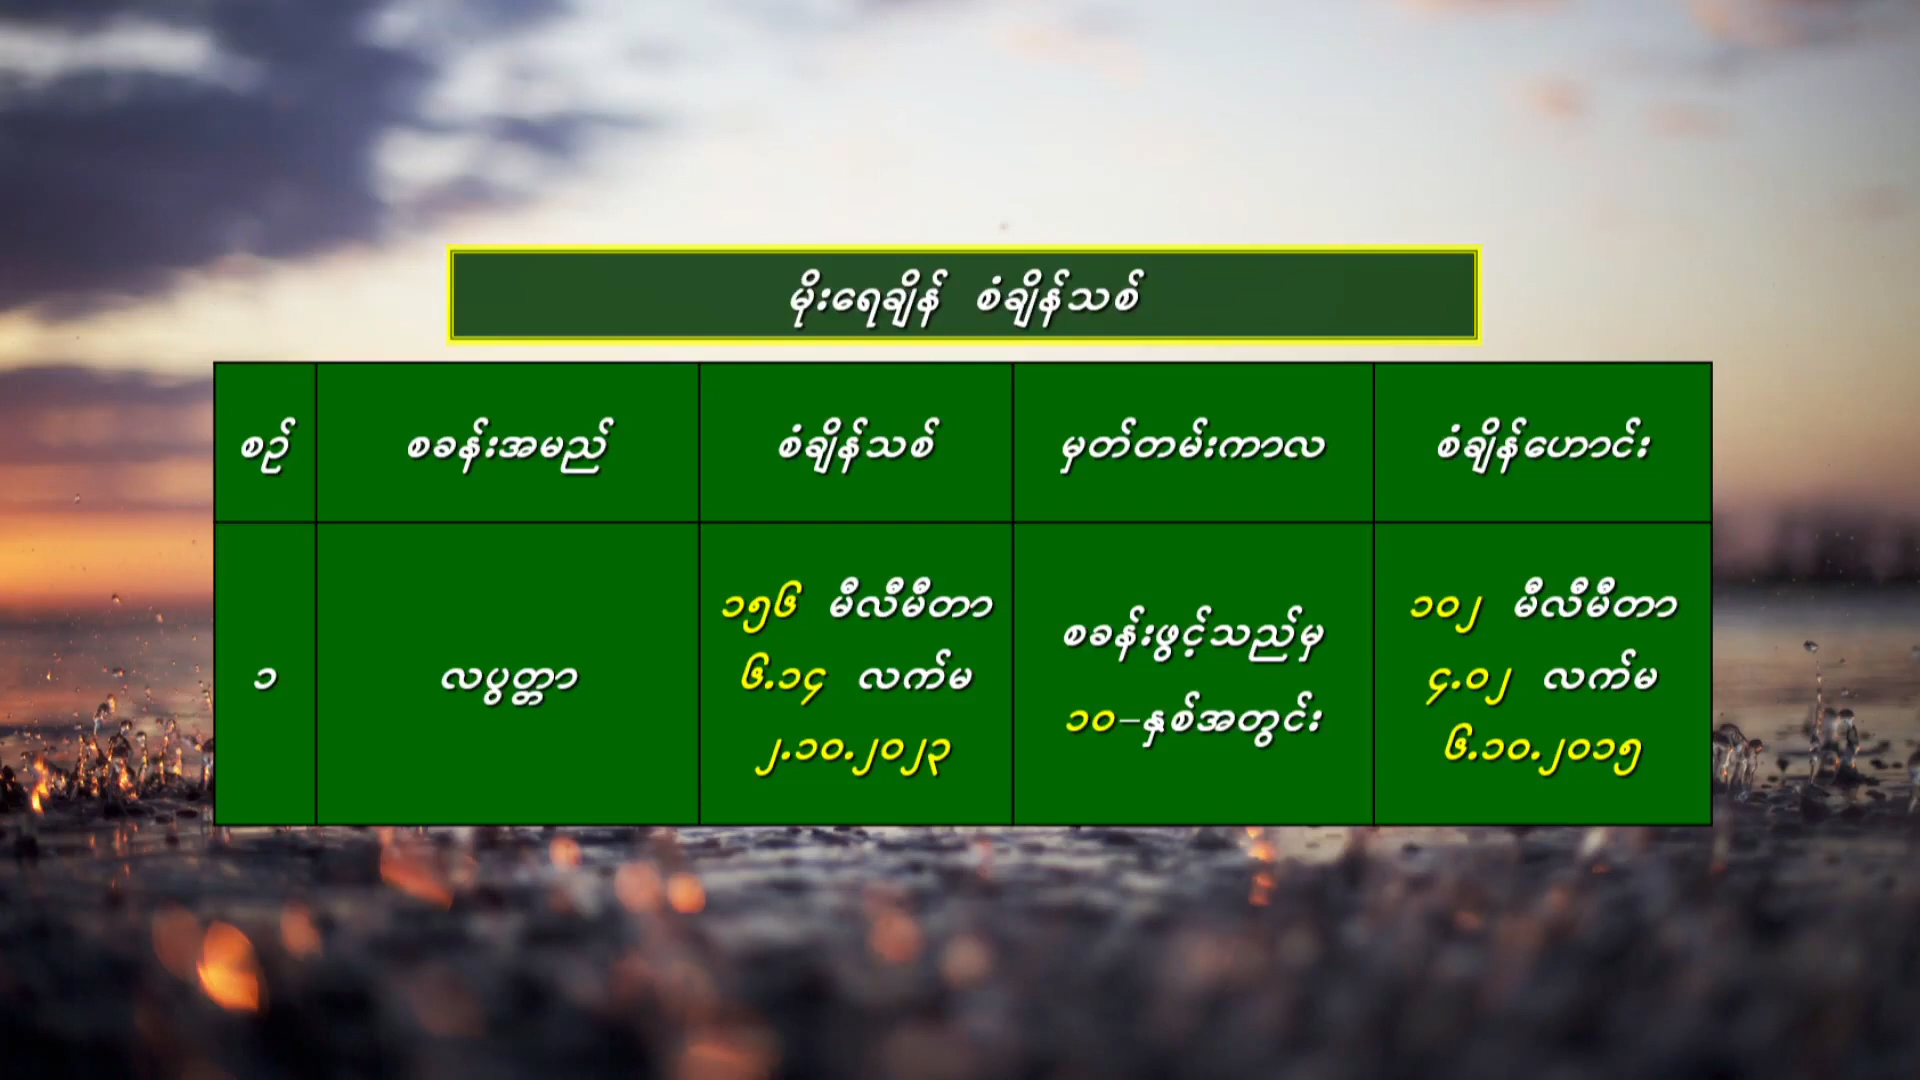 မိုးရေချိန် စံချိန်သစ်
စဉ်
စခန်းအမည်
စံချိန်သစ်
မှတ်တမ်းကာလ
စံချိန်ဟောင်း
၁
လပွတ္တာ
၁၅၆ မီလီမီတာ
၆.၁၄ လက်မ
၂.၁၀.၂၀၂၃
စခန်းဖွင့်သည်မှ
၁၀-နှစ်အတွင်း
၁၀၂ မီလီမီတာ
၄.၀၂ လက်မ
၆.၁၀.၂၀၁၅